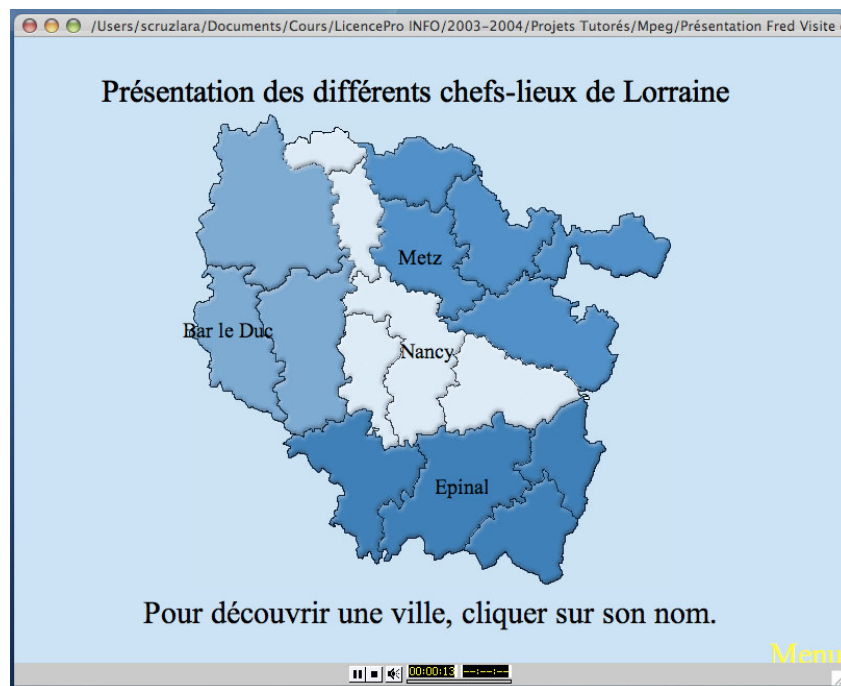 /Users/scruzlara/Documents/Cours/LicencePro INFO/2003-2004/Projets Tutorés/Mpeg/Présentation Fred Visite
Présentation des différents chefs-lieux de Lorraine
Metz
Bar le Duc
Nancy
Epinal
Pour découvrir une ville, cliquer sur son nom.
Menu
00:00:13 --:--:--